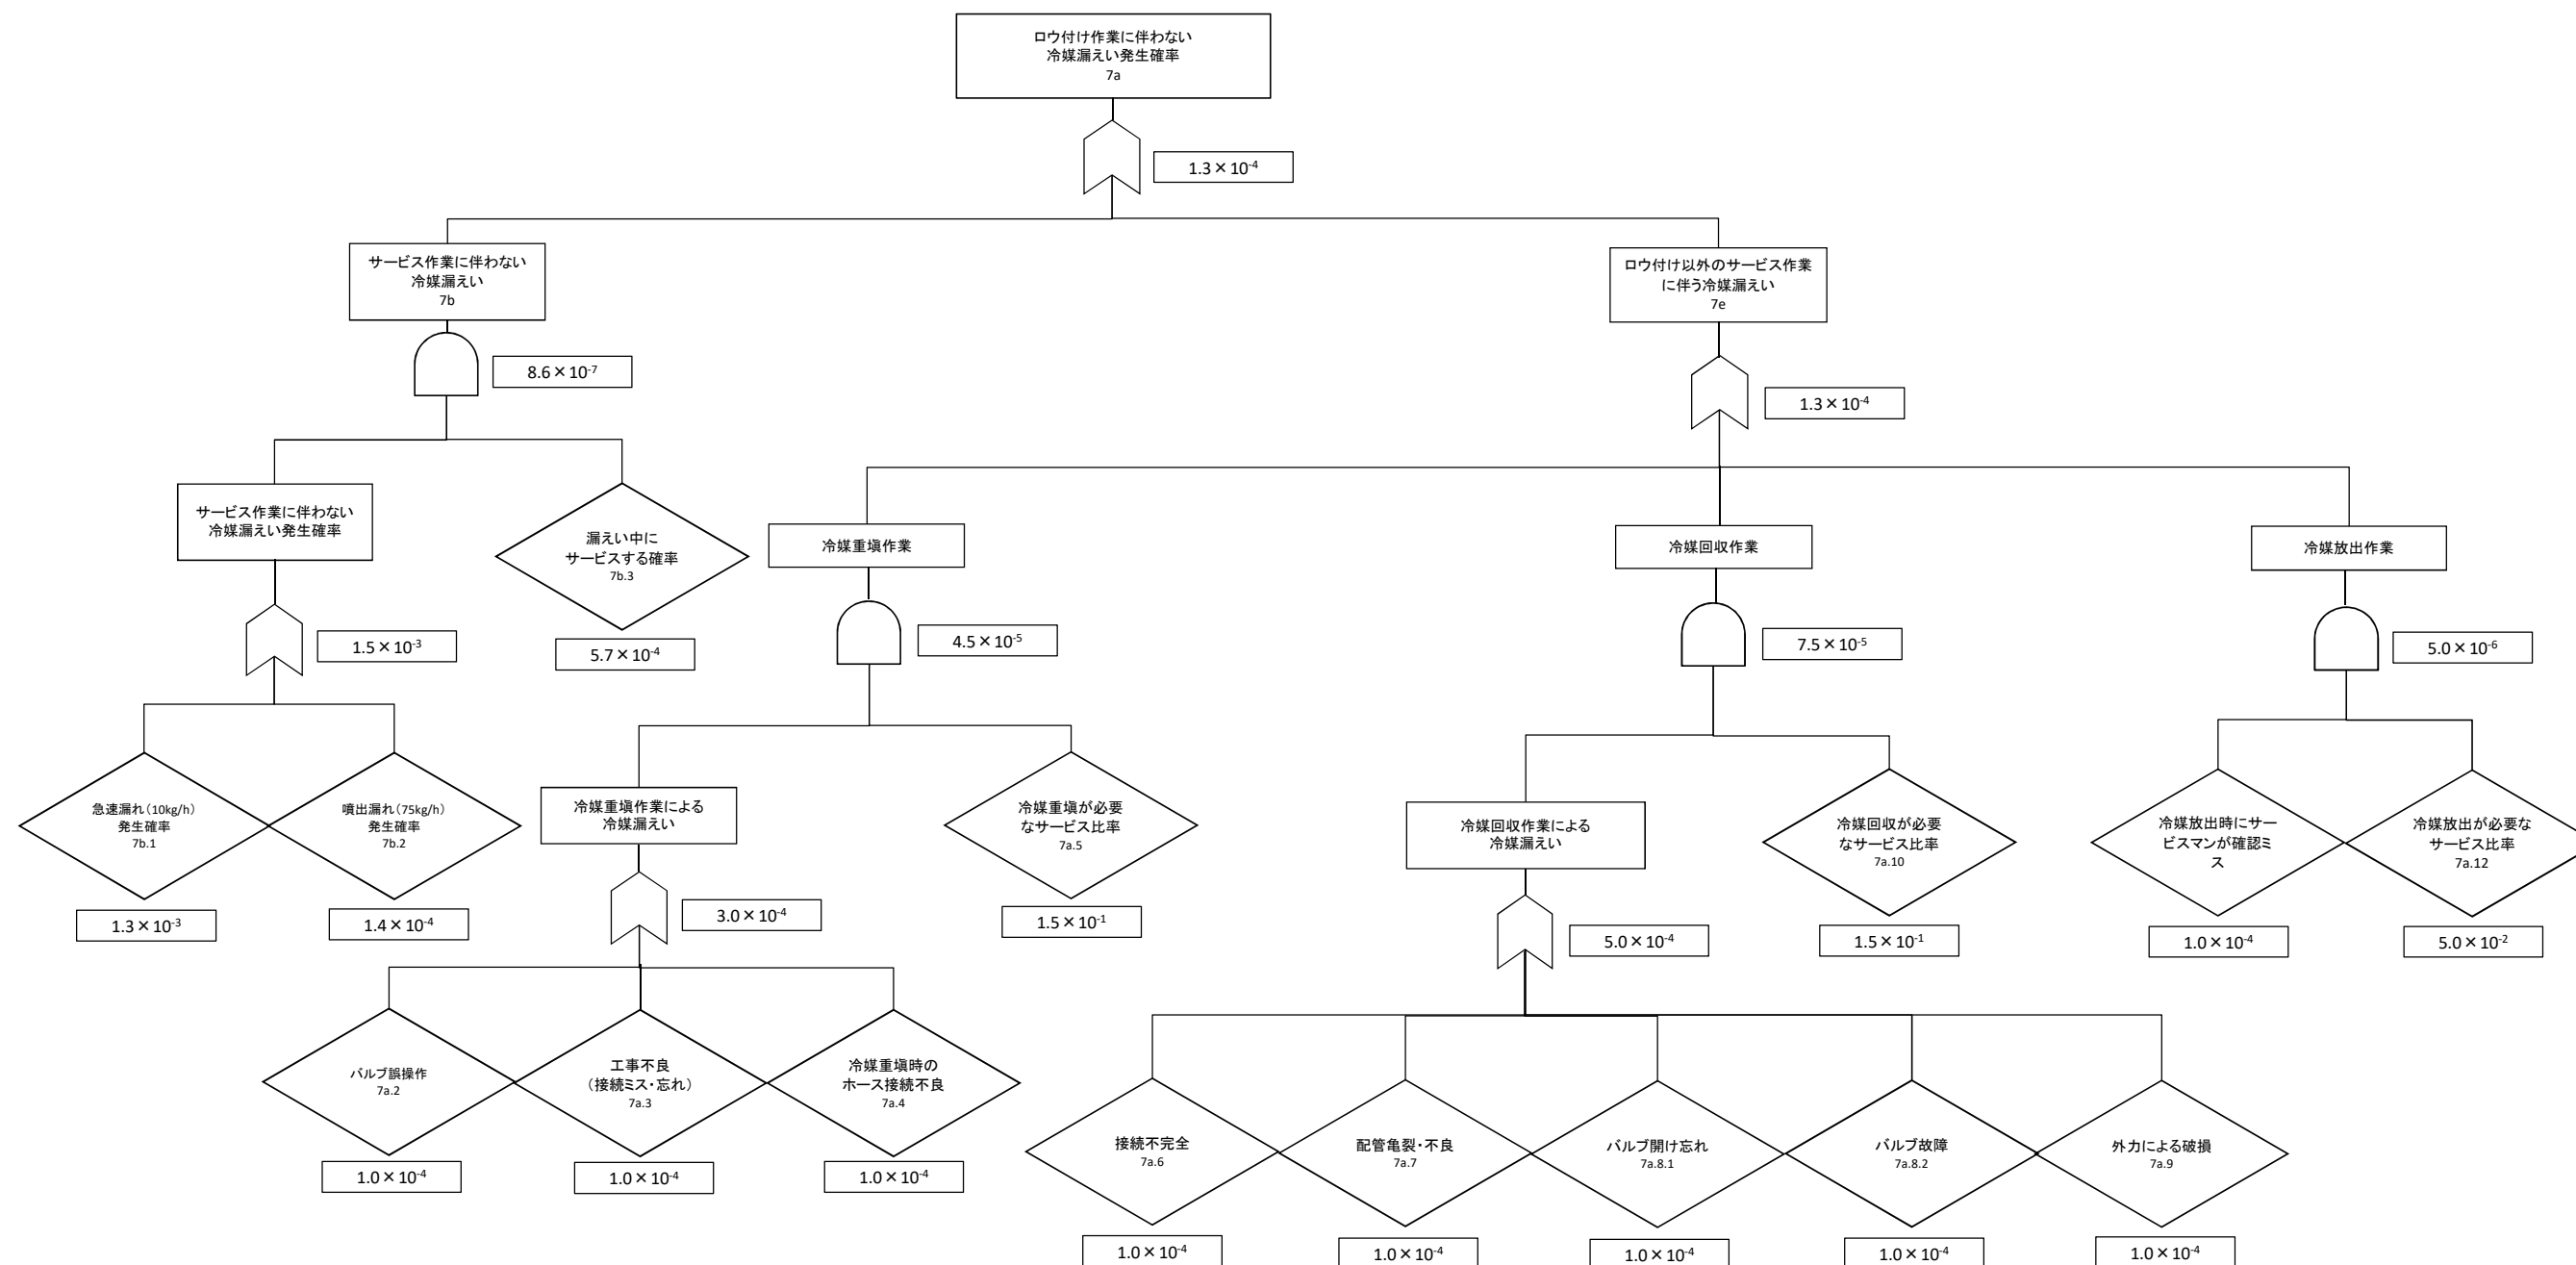 ロウ付け作業に伴わない
冷媒漏えい発生確率
7a
1.3×10-4
サービス作業に伴わない
冷媒漏えい
7b
8.6×10-7
ロウ付け以外のサービス作業
に伴う冷媒漏えい
7e
1.3×10-4
サービス作業に伴わない
冷媒漏えい発生確率
1.5×10-3
漏えい中に
サービスする確率
7b.3
5.7×10-4
冷媒重塡作業
4.5×10-5
冷媒回収作業
7.5×10-5
冷媒放出作業
5.0×10-6
急速漏れ(10kg/h)
発生確率
7b.1
1.3×10-3
噴出漏れ(75kg/h)
発生確率
7b.2
1.4×10-4
冷媒重塡作業による
冷媒漏えい
3.0×10-4
冷媒重塡が必要
なサービス比率
7a.5
1.5×10-1
冷媒回収作業による
冷媒漏えい
5.0×10-4
冷媒回収が必要
なサービス比率
7a.10
1.5×10-1
冷媒放出時にサー
ビスマンが確認ミ
ス
1.0×10-4
冷媒放出が必要な
サービス比率
7a.12
5.0×10-2
バルブ誤操作
7a.2
1.0×10-4
工事不良
(接続ミス・忘れ)
7a.3
1.0×10-4
冷媒重塡時の
ホース接続不良
7a.4
1.0×10-4
接続不完全
7a.6
1.0×10-4
配管亀裂・不良
7a.7
1.0×10-4
バルブ開け忘れ
7a.8.1
1.0×10-4
バルブ故障
7a.8.2
1.0×10-4
外力による破損
7a.9
1.0×10-4